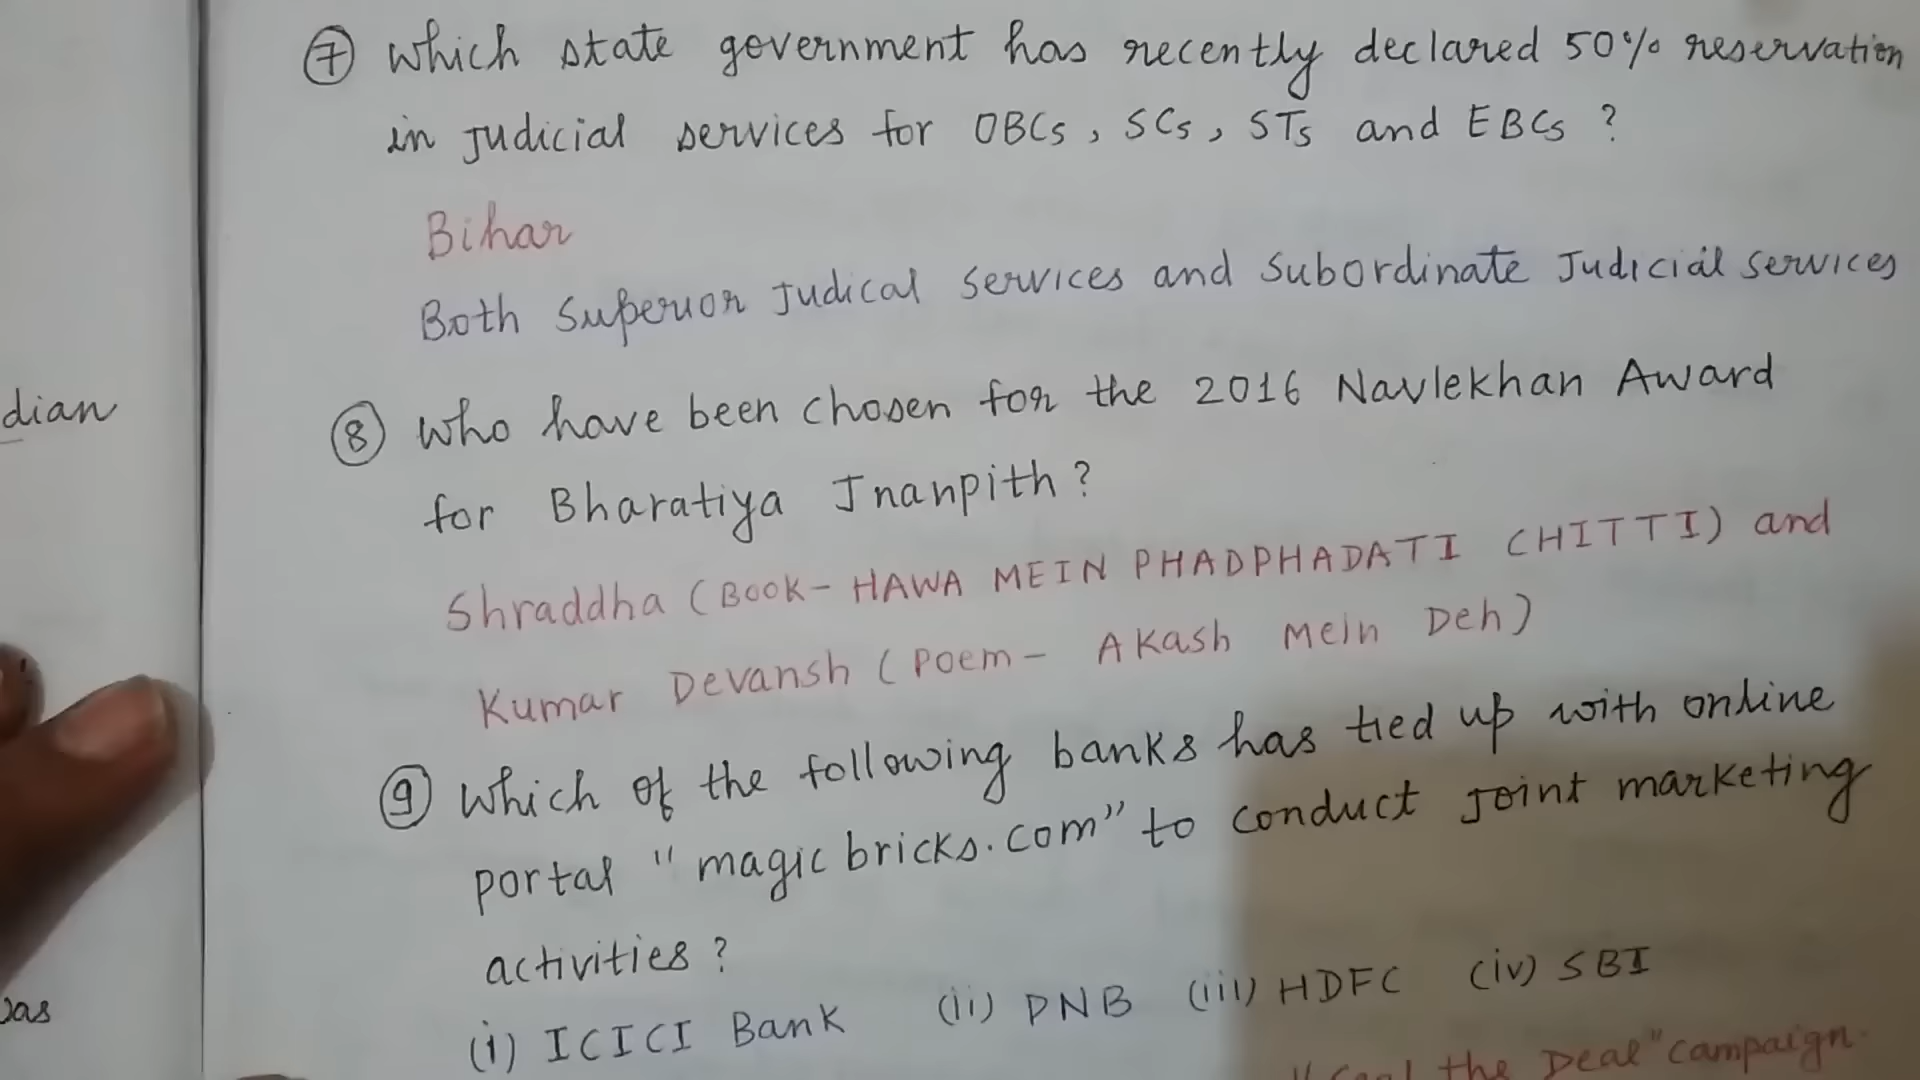 dian
bas
7 Which state government has recently declared 50% reservation
in Judicial services for OBCs, SCs, STs and EBCs ?
Bihar
Both Superior Judical Services and Subordinate Judicial Services
8 Who have been chosen for the 2016 Navlekhan Award
for Bharatiya Jnanpith ?
Shraddha (BOOK- HAWA MEIN PHADPHADATI CHITTI) and
Kumar Devansh (Poem- Akash Mein Deh)
9 Which of the following banks has tied up with online
portal "magicbricks.com" to conduct Joint marketing
activities ?
(i) ICICI Bank (ii) PNB (iii) HDFC (iv) SBI
the Deal" campaign.